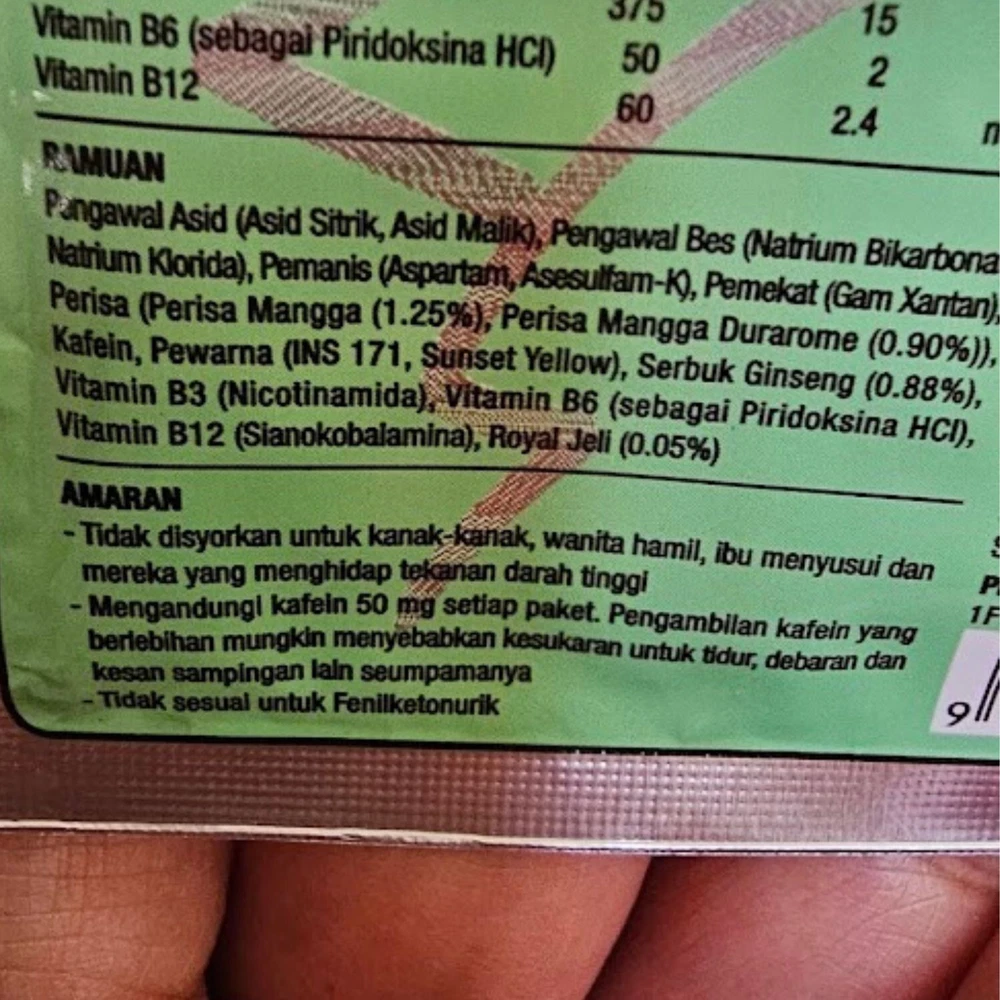 375 15
Vitamin B6 (sebagai Piridoksina HCl) 50 2
Vitamin B12 60 2.4
RAMUAN
Pengawal Asid (Asid Sitrik, Asid Malik), Pengawal Bes (Natrium Bikarbona
Natrium Klorida), Pemanis (Aspartam, Asesulfam-K), Pemekat (Gam Xantan),
Perisa (Perisa Mangga (1.25%), Perisa Mangga Durarome (0.90%)),
Kafein, Pewarna (INS 171, Sunset Yellow), Serbuk Ginseng (0.88%),
Vitamin B3 (Nicotinamida), Vitamin B6 (sebagai Piridoksina HCl),
Vitamin B12 (Sianokobalamina), Royal Jeli (0.05%)
AMARAN
- Tidak disyorkan untuk kanak-kanak, wanita hamil, ibu menyusui dan
mereka yang menghidap tekanan darah tinggi
- Mengandungi kafein 50 mg setiap paket. Pengambilan kafein yang
berlebihan mungkin menyebabkan kesukaran untuk tidur, debaran dan
kesan sampingan lain seumpamanya
- Tidak sesuai untuk Fenilketonurik
1F
9